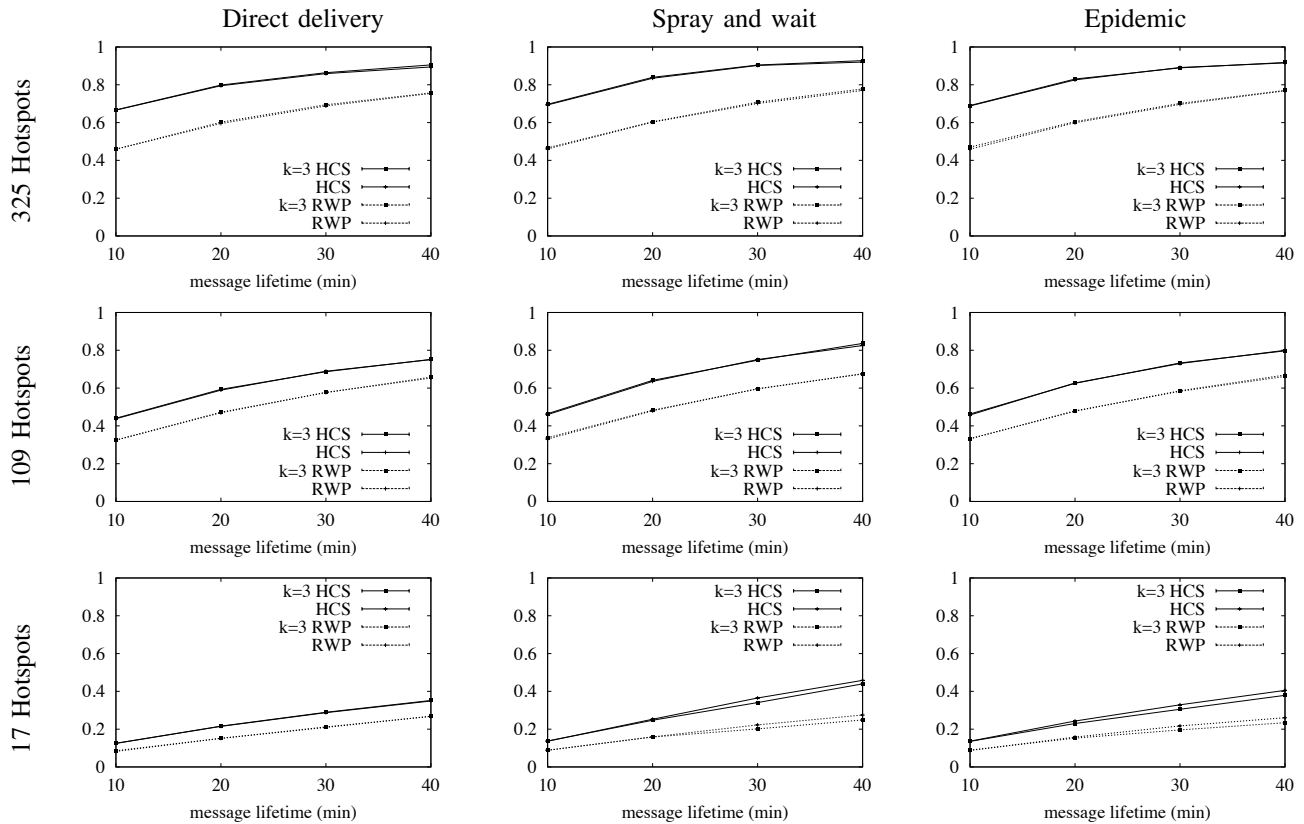 Direct delivery
Spray and wait
Epidemic
325 Hotspots
1
0.8
0.6
0.4
0.2
0
k=3 HCS
HCS
k=3 RWP
RWP
10 20 30 40
message lifetime (min)
1
0.8
0.6
0.4
0.2
0
k=3 HCS
HCS
k=3 RWP
RWP
10 20 30 40
message lifetime (min)
1
0.8
0.6
0.4
0.2
0
k=3 HCS
HCS
k=3 RWP
RWP
10 20 30 40
message lifetime (min)
109 Hotspots
1
0.8
0.6
0.4
0.2
0
k=3 HCS
HCS
k=3 RWP
RWP
10 20 30 40
message lifetime (min)
1
0.8
0.6
0.4
0.2
0
k=3 HCS
HCS
k=3 RWP
RWP
10 20 30 40
message lifetime (min)
1
0.8
0.6
0.4
0.2
0
k=3 HCS
HCS
k=3 RWP
RWP
10 20 30 40
message lifetime (min)
17 Hotspots
1
0.8
0.6
0.4
0.2
0
k=3 HCS
HCS
k=3 RWP
RWP
10 20 30 40
message lifetime (min)
1
0.8
0.6
0.4
0.2
0
k=3 HCS
HCS
k=3 RWP
RWP
10 20 30 40
message lifetime (min)
1
0.8
0.6
0.4
0.2
0
k=3 HCS
HCS
k=3 RWP
RWP
10 20 30 40
message lifetime (min)